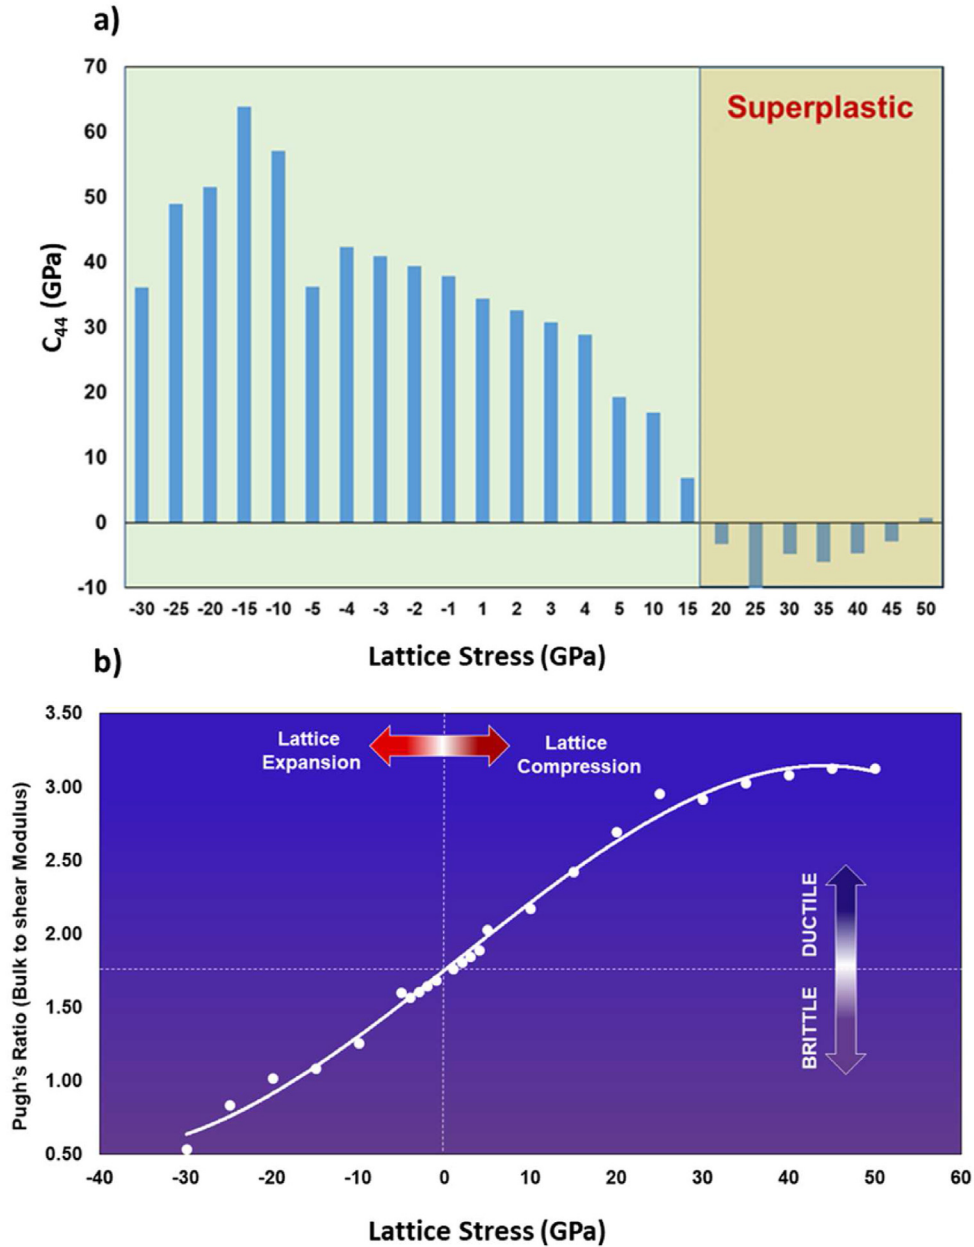 a)
70
60
50
40
30
20
10
0
-10
C44 (GPa)
Superplastic
-30 -25 -20 -15 -10 -5 -4 -3 -2 -1 1 2 3 4 5 10 15 20 25 30 35 40 45 50
Lattice Stress (GPa)
b)
3.50
3.00
2.50
2.00
1.50
1.00
0.50
Pugh's Ratio (Bulk to shear Modulus)
Lattice
Expansion
Lattice
Compression
DUCTILE
BRITTLE
-40 -30 -20 -10 0 10 20 30 40 50 60
Lattice Stress (GPa)